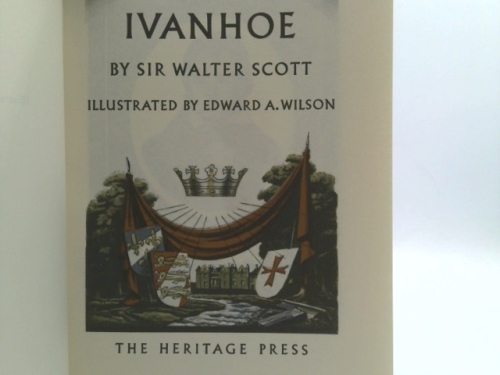 IVANHOE
BY SIR WALTER SCOTT
ILLUSTRATED BY EDWARD A. WILSON
THE HERITAGE PRESS